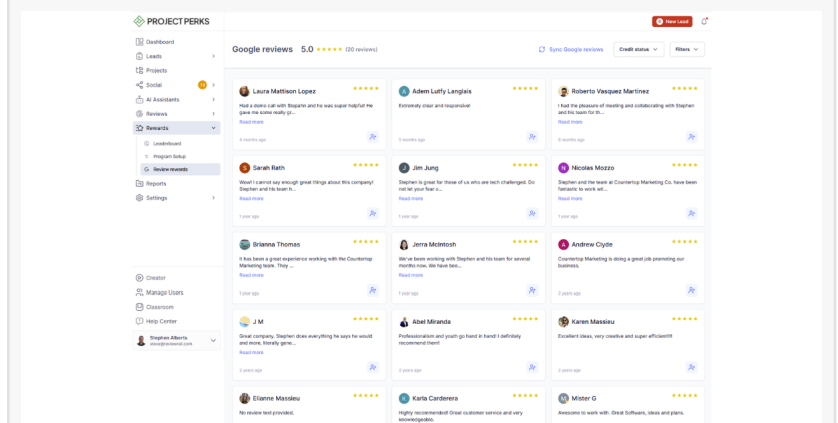 PROJECT PERKS
New Lead
Dashboard
Leads
Projects
Social
AI Assistants
Reviews
Rewards
Leaderboard
Program Setup
Review rewards
Reports
Settings
Creator
Manage Users
Classroom
Help Center
Stephen Alberts
Google reviews 5.0 ★★★★★ (20 reviews)
Sync Google reviews
Credit status
Filters
Laura Mattison Lopez
Had a demo call with Stepahn and he was super helpful! He
gave me some really gr...
Read more
5 months ago
Adem Lutfy Langlais
Extremely clear and responsive!
5 months ago
Roberto Vasquez Martinez
I had the pleasure of meeting and collaborating with Stephen
and his team for th...
Read more
9 months ago
Sarah Rath
Wow! I cannot say enough great things about this company!
Stephen and his team h...
Read more
1 year ago
Jim Jung
Stephen is great for those of us who are tech challenged. Do
not let your fear o...
Read more
1 year ago
Nicolas Mozzo
Stephen and the team at Countertop Marketing Co. have been
fantastic to work wit...
Read more
1 year ago
Brianna Thomas
It has been a great experience working with the Countertop
Marketing team. They ...
Read more
1 year ago
Jerra McIntosh
We've been working with Stephen and his team for several
months now. We have bee...
Read more
1 year ago
Andrew Clyde
Countertop Marketing is doing a great job promoting our
business.
2 years ago
J M
Great company, Stephen does everything he says he would
and more, literally gene...
Read more
2 years ago
Abel Miranda
Professionalism and youth go hand in hand! I definitely
recommend them!
2 years ago
Karen Massieu
Excellent ideas, very creative and super efficient!!!!
2 years ago
Elianne Massieu
No review text provided.
Karla Carderera
Highly recommended! Great customer service and very
knowledgeable.
Mister G
Awesome to work with. Great Software, ideas and plans.